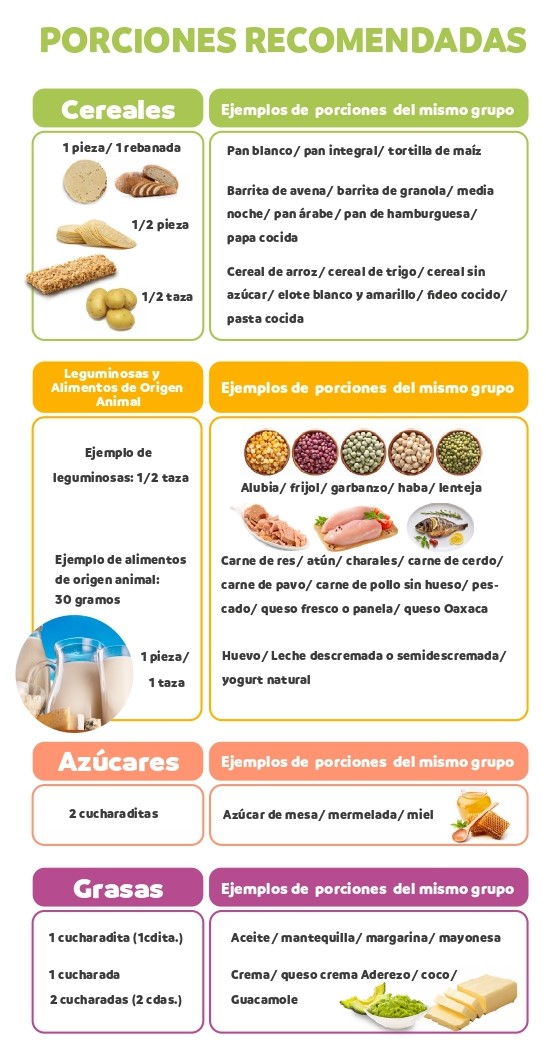 PORCIONES RECOMENDADAS
Cereales
Ejemplos de porciones del mismo grupo
1 pieza/ 1 rebanada
Pan blanco/ pan integral/ tortilla de maíz
1/2 pieza
Barrita de avena/ barrita de granola/ media
noche/ pan árabe/ pan de hamburguesa/
papa cocida
1/2 taza
Cereal de arroz/ cereal de trigo/ cereal sin
azúcar/ elote blanco y amarillo/ fideo cocido/
pasta cocida
Leguminosas y
Alimentos de Origen
Animal
Ejemplos de porciones del mismo grupo
Ejemplo de
leguminosas: 1/2 taza
Alubia/ frijol/ garbanzo/ haba/ lenteja
Ejemplo de alimentos
de origen animal:
30 gramos
Carne de res/ atún/ charales/ carne de cerdo/
carne de pavo/ carne de pollo sin hueso/ pes-
cado/ queso fresco o panela/ queso Oaxaca
1 pieza/
1 taza
Huevo/ Leche descremada o semidescremada/
yogurt natural
Azúcares
Ejemplos de porciones del mismo grupo
2 cucharaditas
Azúcar de mesa/ mermelada/ miel
Grasas
Ejemplos de porciones del mismo grupo
1 cucharadita (1cdita.)
Aceite/ mantequilla/ margarina/ mayonesa
1 cucharada
Crema/ queso crema Aderezo/ coco/
2 cucharadas (2 cdas.)
Guacamole